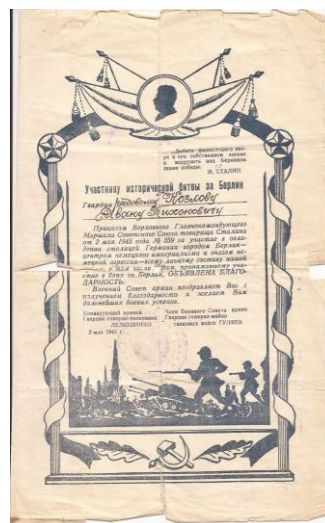 „...Добить фашистского зве-
ря в его собственном логове
и водрузить над Берлином
знамя победы".
И. СТАЛИН
Участнику исторической битвы за Берлин
Гвардии рядовому Козлову
Ивану Тихоновичу
Приказом Верховного Главнокомандующего
Маршала Советского Союза товарища Сталина
от 2 мая 1945 года № 359 за участие в овла-
дении столицей Германии городом Берлин—
центром немецкого империализма и очагом не-
мецкой агрессии—всему личному составу нашей
в том числе и Вам, принимавшему учас-
тие в боях за Берлин, ОБЪЯВЛЕНА БЛАГО-
ДАРНОСТЬ.
Военный Совет армии поздравляет Вас с
получением благодарности и желает Вам
дальнейших боевых успехов.
Командующий армией
Гвардии генерал-полковник
ЛЕЛЮШЕНКО
Член Военного Совета армии
Гвардии генерал-майор
танковых войск ГУЛЯЕВ
3 мая 1945 г.